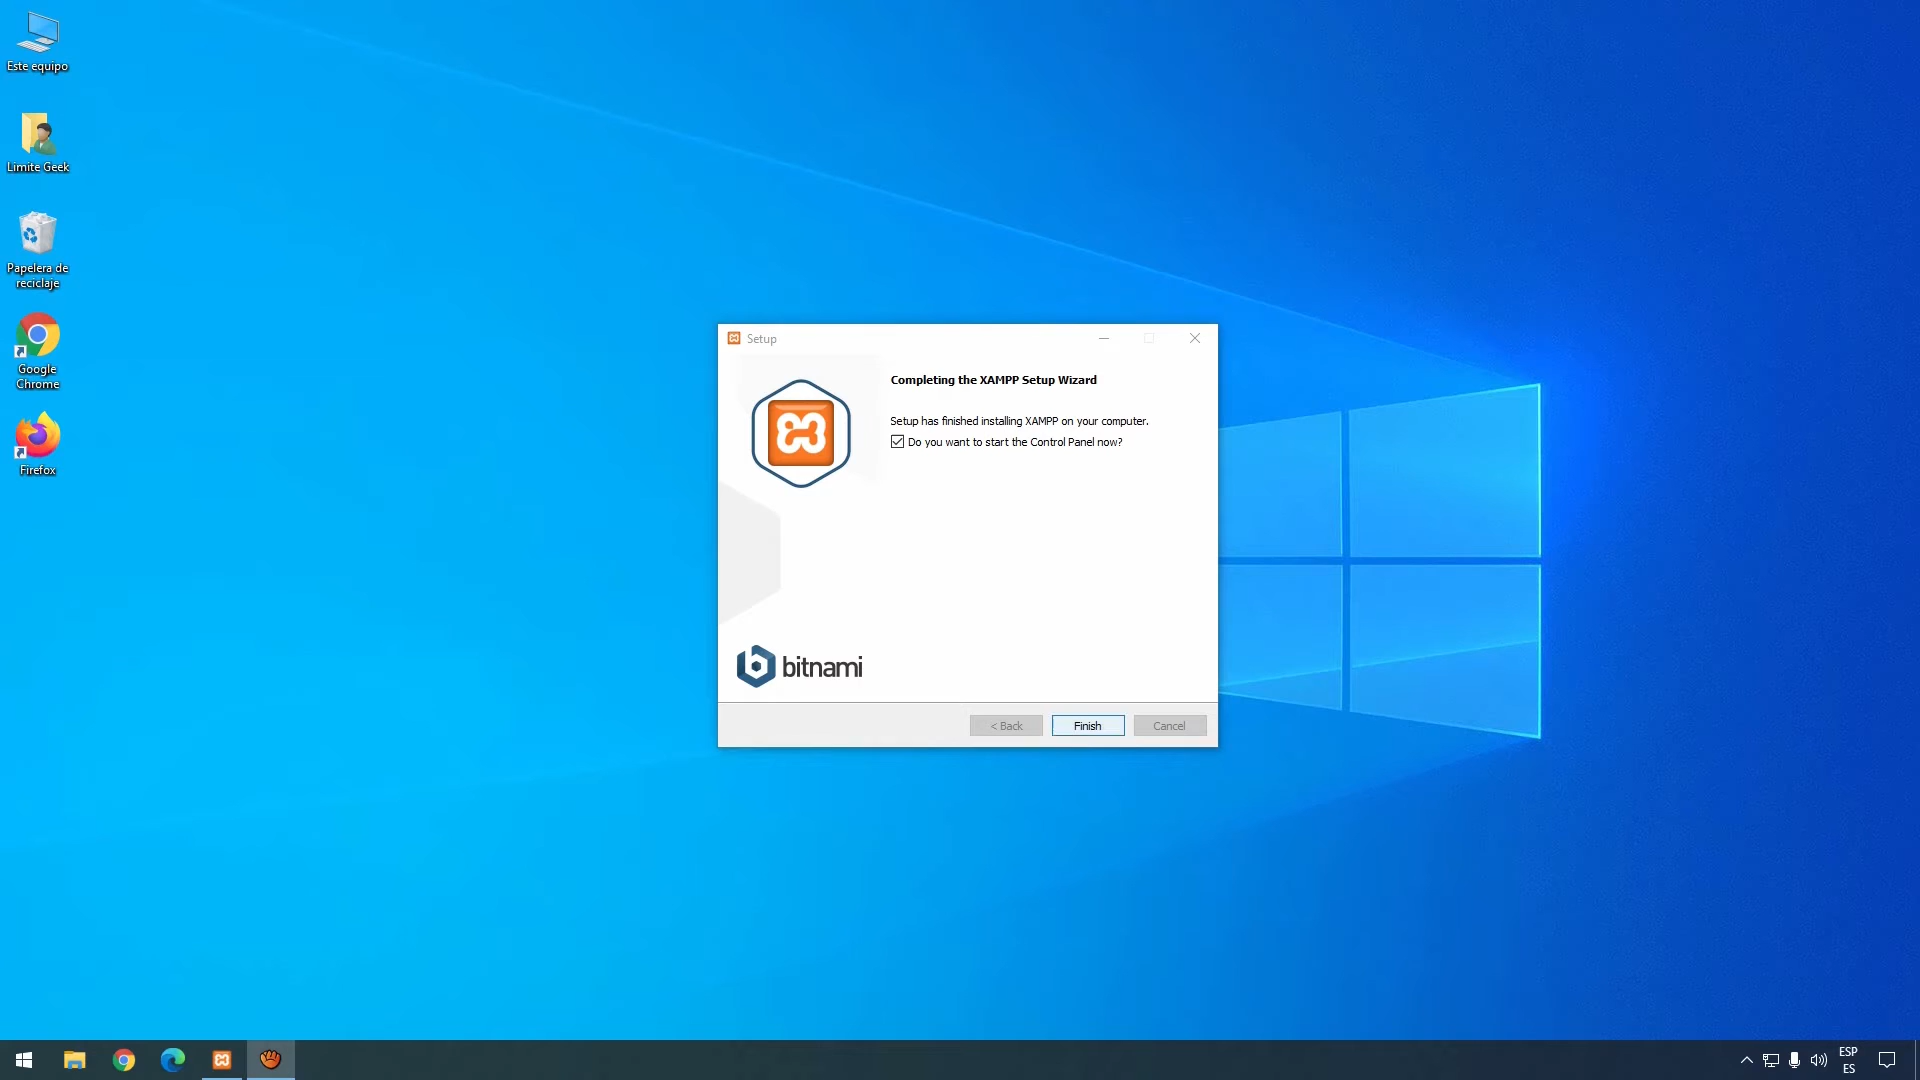 Este equipo
Limite Geek
Papelera de
reciclaje
Google
Chrome
Firefox
Setup
Completing the XAMPP Setup Wizard
Setup has finished installing XAMPP on your computer.
Do you want to start the Control Panel now?
bitnami
< Back
Finish
Cancel
ESP
ES